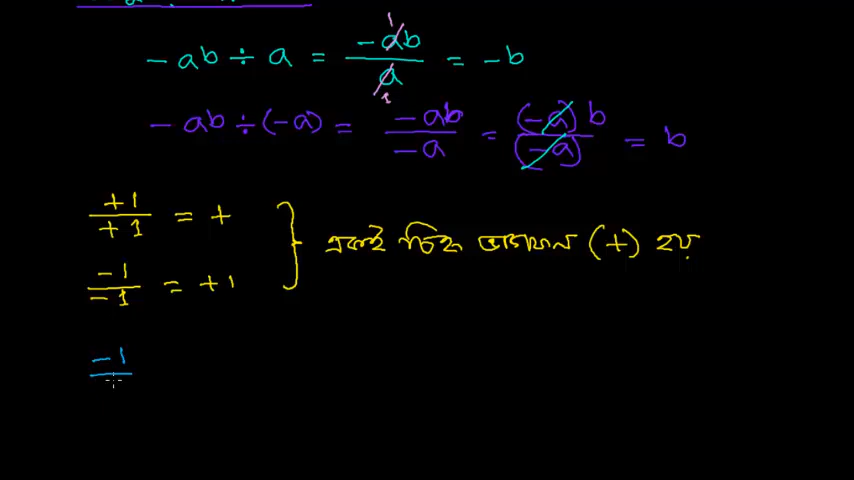 -ab ÷ a = -ab/a = -b
-ab ÷ (-a) = -ab/-a = (-a)b/(-a) = b
+1/+1 = +
-1/-1 = +1
একই চিহ্ন ভাগফল (+) হয়
-1